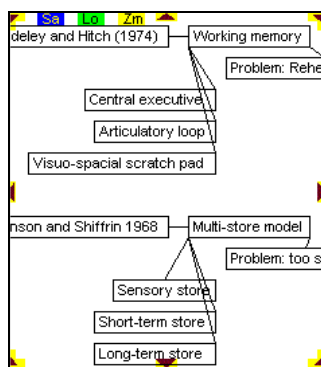 Sa Lo Zm
deley and Hitch (1974) Working memory
Problem: Rehe
Central executive
Articulatory loop
Visuo-spacial scratch pad
nson and Shiffrin 1968 Multi-store model
Problem: too s
Sensory store
Short-term store
Long-term store